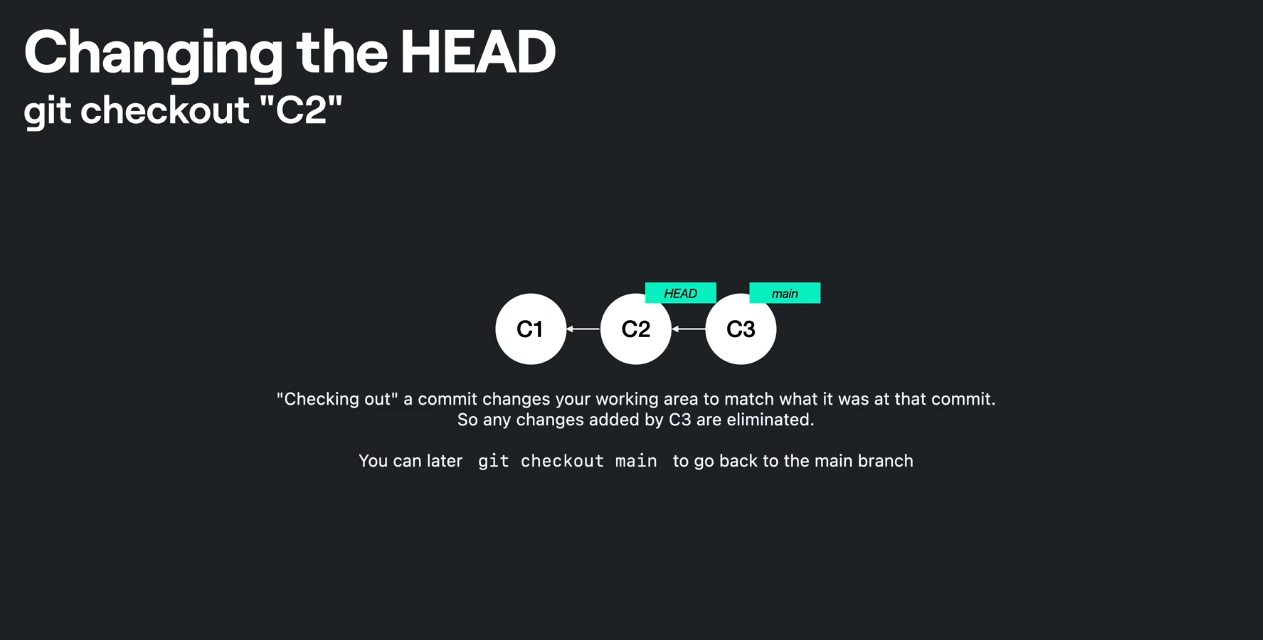 Changing the HEAD
git checkout "C2"
HEAD
main
C1
C2
C3
"Checking out" a commit changes your working area to match what it was at that commit.
So any changes added by C3 are eliminated.
You can later git checkout main to go back to the main branch